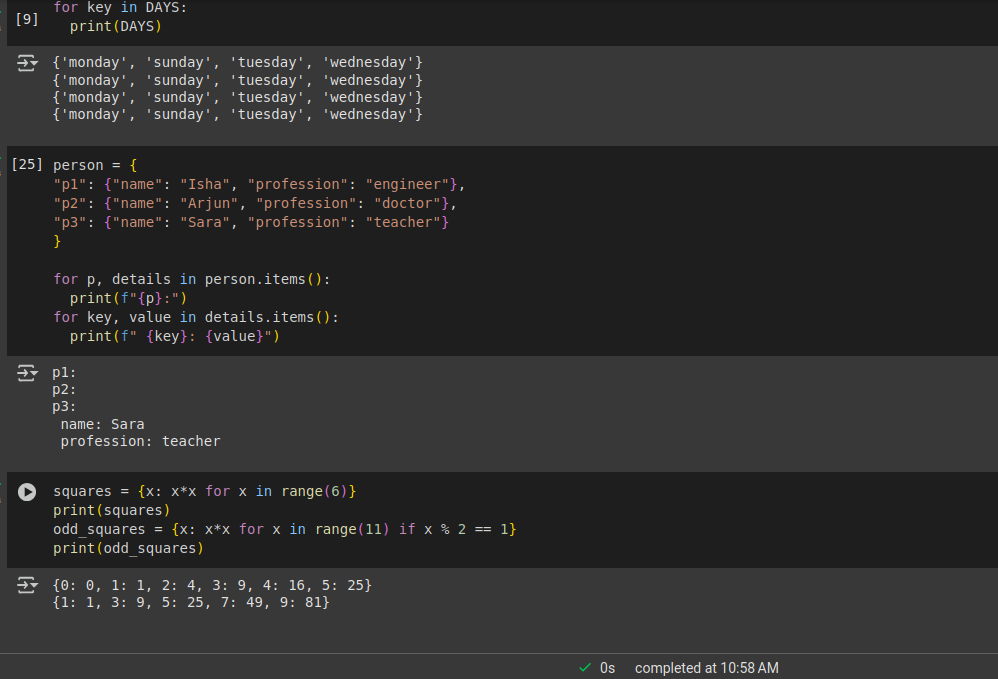 for key in DAYS:
[9]
print(DAYS)
{'monday', 'sunday', 'tuesday', 'wednesday'}
{'monday', 'sunday', 'tuesday', 'wednesday'}
{'monday', 'sunday', 'tuesday', 'wednesday'}
{'monday', 'sunday', 'tuesday', 'wednesday'}
[25] person = {
"p1": {"name": "Isha", "profession": "engineer"},
"p2": {"name": "Arjun", "profession": "doctor"},
"p3": {"name": "Sara", "profession": "teacher"}
}
for p, details in person.items():
  print(f"{p}:")
for key, value in details.items():
  print(f" {key}: {value}")
p1:
p2:
p3:
 name: Sara
 profession: teacher
squares = {x: x*x for x in range(6)}
print(squares)
odd_squares = {x: x*x for x in range(11) if x % 2 == 1}
print(odd_squares)
{0: 0, 1: 1, 2: 4, 3: 9, 4: 16, 5: 25}
{1: 1, 3: 9, 5: 25, 7: 49, 9: 81}
0s completed at 10:58 AM